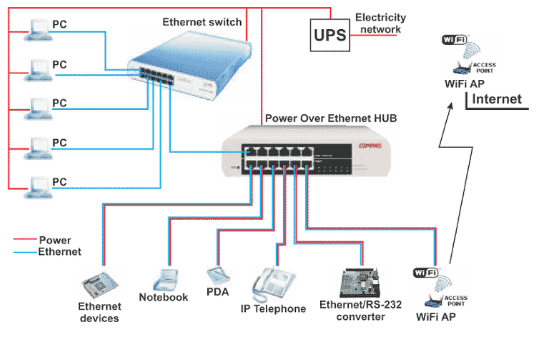 Ethernet switch
PC
PC
PC
PC
PC
UPS
Electricity
network
WiFi
ACCESS
POINT
WiFi AP
Internet
Power Over Ethernet HUB
Power
Ethernet
Ethernet
devices
Notebook
PDA
IP Telephone
Ethernet/RS-232
converter
WiFi
ACCESS
POINT
WiFi AP